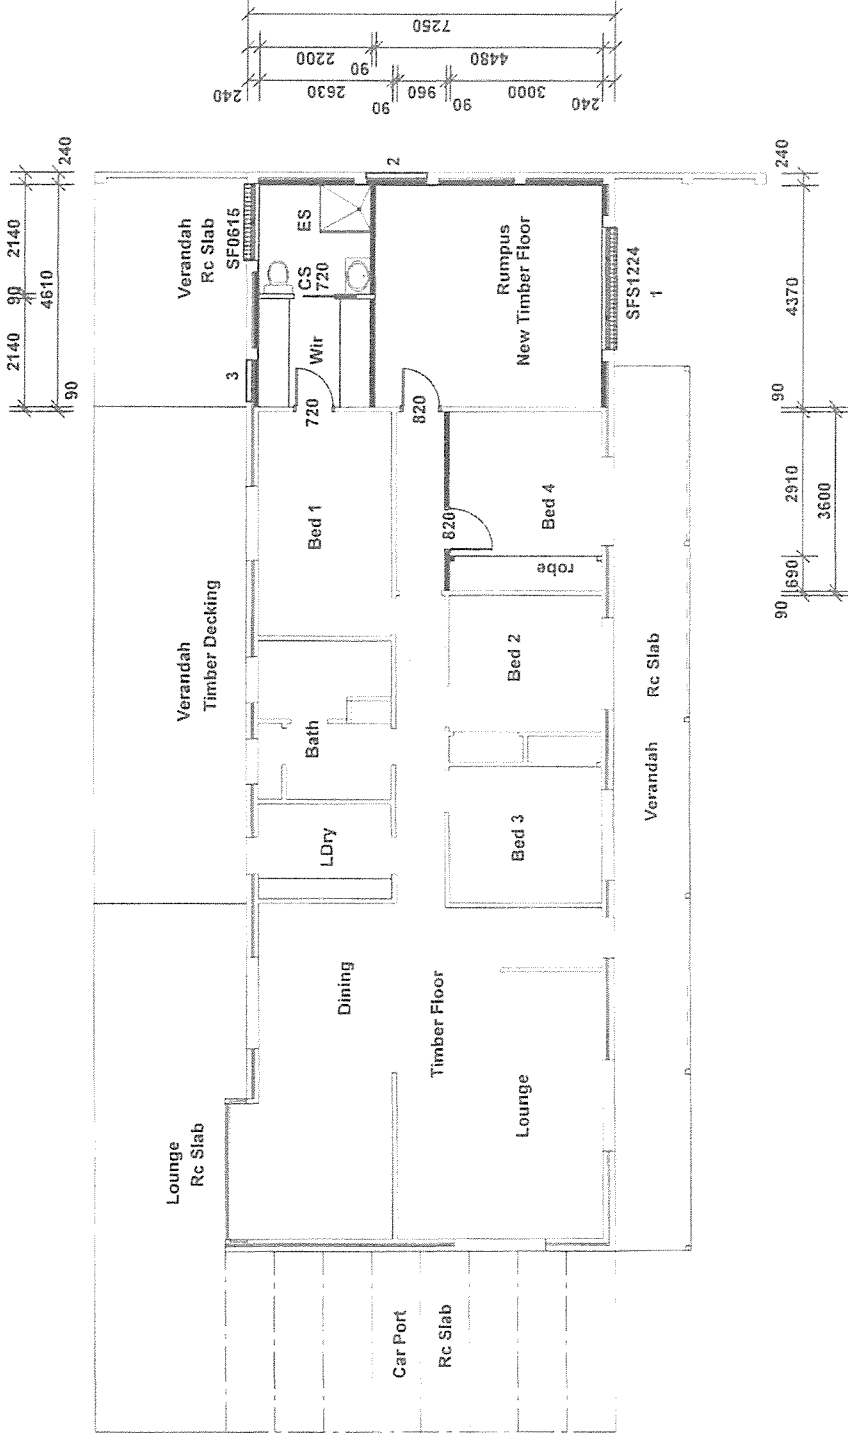 7250
2200
90
4480
240
2630
90
960
90
3000
240
240
2140
90
2140
4610
90
Verandah
Rc Slab
SF0615
3
2
ES
CS
720
Wir
720
Rumpus
New Timber Floor
820
SFS1224
1
240
4370
90
2910
3600
690
90
Verandah
Timber Decking
Bed 1
820
Bed 4
robe
Bath
Bed 2
LDry
Bed 3
Verandah
Rc Slab
Dining
Timber Floor
Lounge
Rc Slab
Lounge
Car Port
Rc Slab